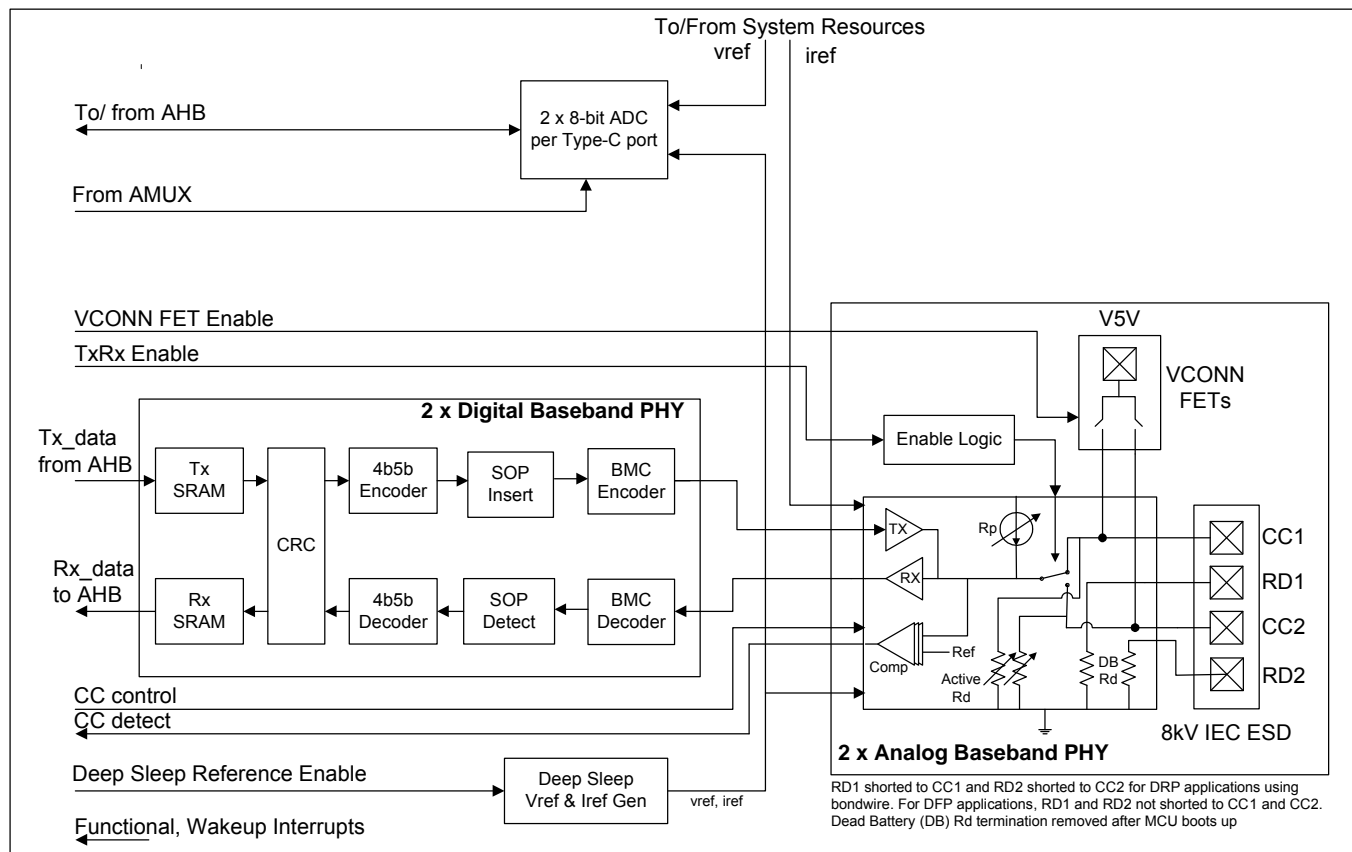 To/From System Resources
vref
iref
To/ from AHB
2 x 8-bit ADC
per Type-C port
From AMUX
VCONN FET Enable
TxRx Enable
V5V
VCONN
FETs
2 x Digital Baseband PHY
Enable Logic
Tx_data
from AHB
Tx
SRAM
CRC
4b5b
Encoder
SOP
Insert
BMC
Encoder
TX
Rp
CC1
Rx_data
to AHB
Rx
SRAM
4b5b
Decoder
SOP
Detect
BMC
Decoder
RX
RD1
CC2
Comp
Ref
Active
Rd
DB
Rd
RD2
CC control
CC detect
8kV IEC ESD
2 x Analog Baseband PHY
Deep Sleep Reference Enable
Deep Sleep
Vref & Iref Gen
vref, iref
Functional, Wakeup Interrupts
RD1 shorted to CC1 and RD2 shorted to CC2 for DRP applications using
bondwire. For DFP applications, RD1 and RD2 not shorted to CC1 and CC2.
Dead Battery (DB) Rd termination removed after MCU boots up